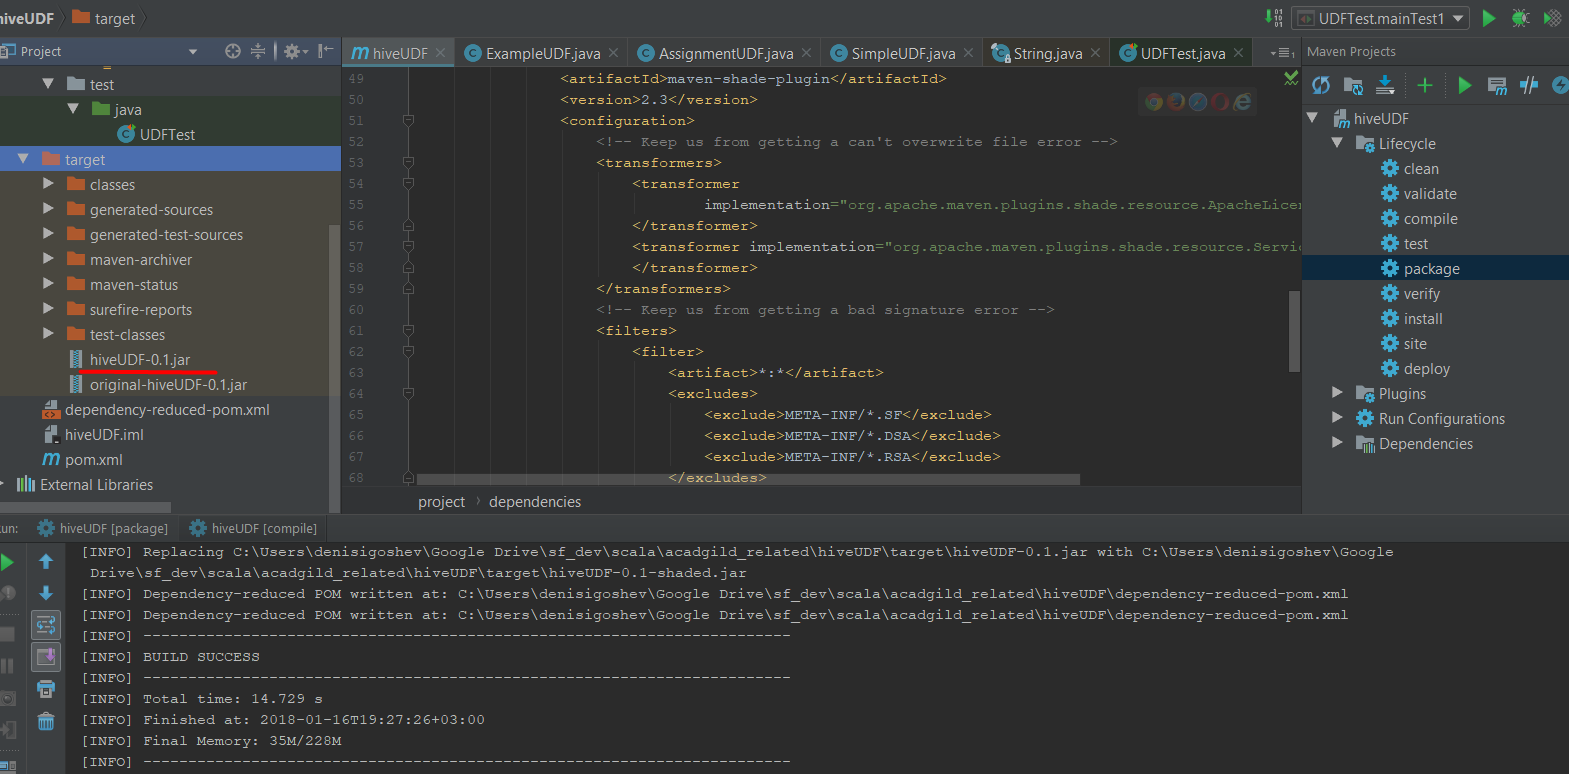 hiveUDF target
UDFTest.mainTest1
Project
test
java
UDFTest
target
classes
generated-sources
generated-test-sources
maven-archiver
maven-status
surefire-reports
test-classes
hiveUDF-0.1.jar
original-hiveUDF-0.1.jar
dependency-reduced-pom.xml
hiveUDF.iml
pom.xml
External Libraries
hiveUDF ExampleUDF.java AssignmentUDF.java SimpleUDF.java String.java UDFTest.java
49 <artifactId>maven-shade-plugin</artifactId>
50 <version>2.3</version>
51 <configuration>
52 <!-- Keep us from getting a can't overwrite file error -->
53 <transformers>
54 <transformer
55 implementation="org.apache.maven.plugins.shade.resource.ApacheLicen
56 </transformer>
57 <transformer implementation="org.apache.maven.plugins.shade.resource.Servic
58 </transformer>
59 </transformers>
60 <!-- Keep us from getting a bad signature error -->
61 <filters>
62 <filter>
63 <artifact>*:*</artifact>
64 <excludes>
65 <exclude>META-INF/*.SF</exclude>
66 <exclude>META-INF/*.DSA</exclude>
67 <exclude>META-INF/*.RSA</exclude>
68 </excludes>
project dependencies
Maven Projects
hiveUDF
Lifecycle
clean
validate
compile
test
package
verify
install
site
deploy
Plugins
Run Configurations
Dependencies
un: hiveUDF [package] hiveUDF [compile]
[INFO] Replacing C:\Users\denisigoshev\Google Drive\sf_dev\scala\acadgild_related\hiveUDF\target\hiveUDF-0.1.jar with C:\Users\denisigoshev\Google
Drive\sf_dev\scala\acadgild_related\hiveUDF\target\hiveUDF-0.1-shaded.jar
[INFO] Dependency-reduced POM written at: C:\Users\denisigoshev\Google Drive\sf_dev\scala\acadgild_related\hiveUDF\dependency-reduced-pom.xml
[INFO] Dependency-reduced POM written at: C:\Users\denisigoshev\Google Drive\sf_dev\scala\acadgild_related\hiveUDF\dependency-reduced-pom.xml
[INFO] ------------------------------------------------------------------------
[INFO] BUILD SUCCESS
[INFO] ------------------------------------------------------------------------
[INFO] Total time: 14.729 s
[INFO] Finished at: 2018-01-16T19:27:26+03:00
[INFO] Final Memory: 35M/228M
[INFO] ------------------------------------------------------------------------